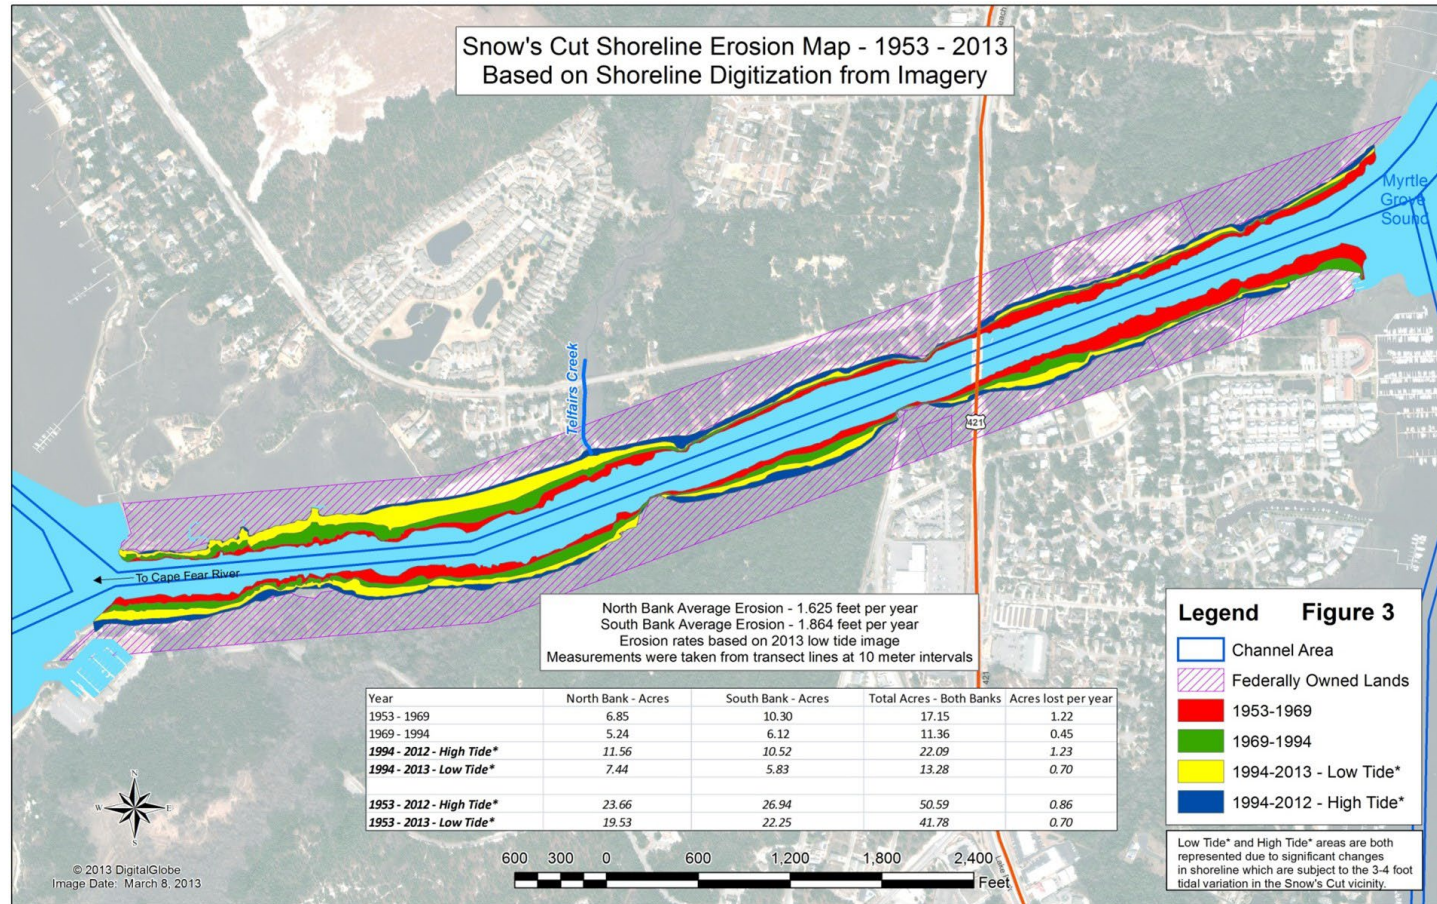 Snow's Cut Shoreline Erosion Map - 1953 - 2013
Based on Shoreline Digitization from Imagery
Myrtle
Grove
Sound
Telfairs Creek
421
To Cape Fear River
North Bank Average Erosion - 1.625 feet per year
South Bank Average Erosion - 1.864 feet per year
Erosion rates based on 2013 low tide image
Measurements were taken from transect lines at 10 meter intervals
421
Year North Bank - Acres South Bank - Acres Total Acres - Both Banks Acres lost per year
1953 - 1969 6.85 10.30 17.15 1.22
1969 - 1994 5.24 6.12 11.36 0.45
1994 - 2012 - High Tide* 11.56 10.52 22.09 1.23
1994 - 2013 - Low Tide* 7.44 5.83 13.28 0.70
1953 - 2012 - High Tide* 23.66 26.94 50.59 0.86
1953 - 2013 - Low Tide* 19.53 22.25 41.78 0.70
Legend Figure 3
Channel Area
Federally Owned Lands
1953-1969
1969-1994
1994-2013 - Low Tide*
1994-2012 - High Tide*
Low Tide* and High Tide* areas are both
represented due to significant changes
in shoreline which are subject to the 3-4 foot
tidal variation in the Snow's Cut vicinity.
N
W E
S
© 2013 DigitalGlobe
Image Date: March 8, 2013
600 300 0 600 1,200 1,800 2,400
Feet